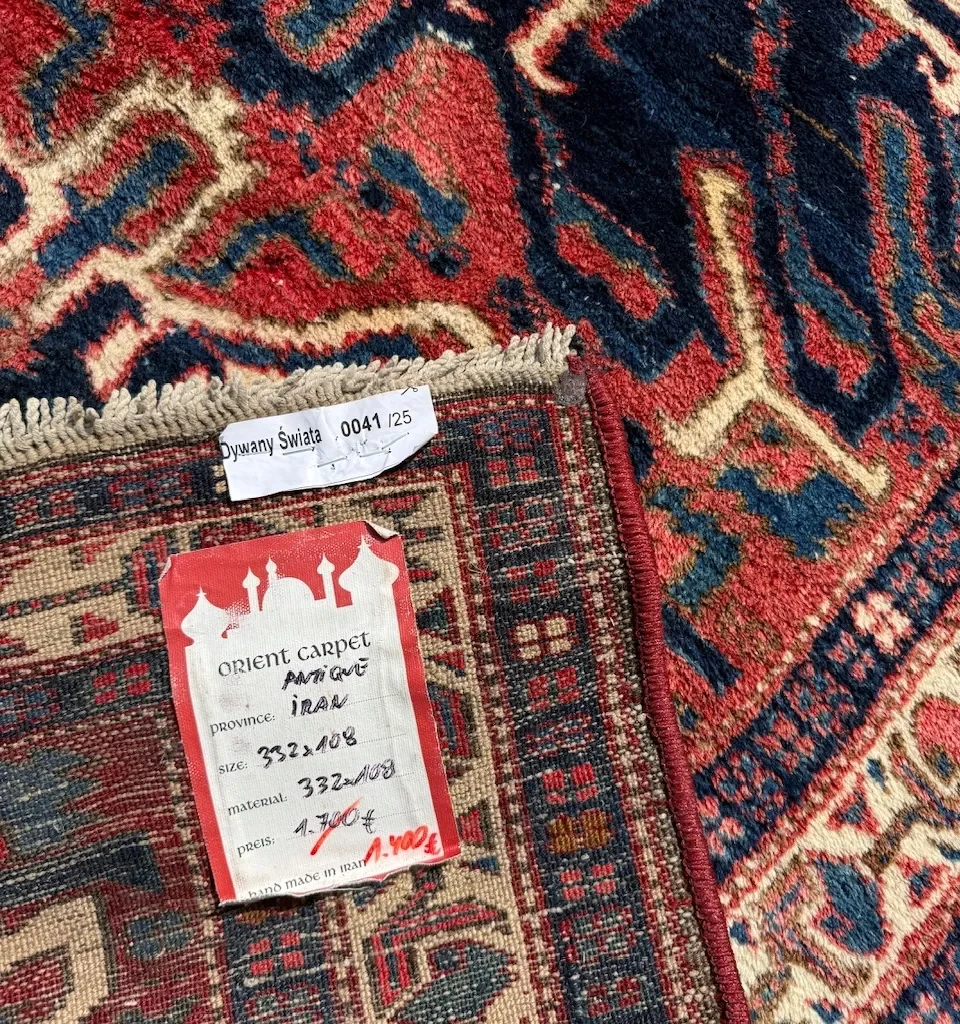 Dywany Świata 0041 /25
ORIENT CARPET
ANTIQUE
PROVINCE: IRAN
SIZE: 332x108
MATERIAL: 332x108
PREIS: 1.700 €
1.400 €
HAND MADE IN IRAN